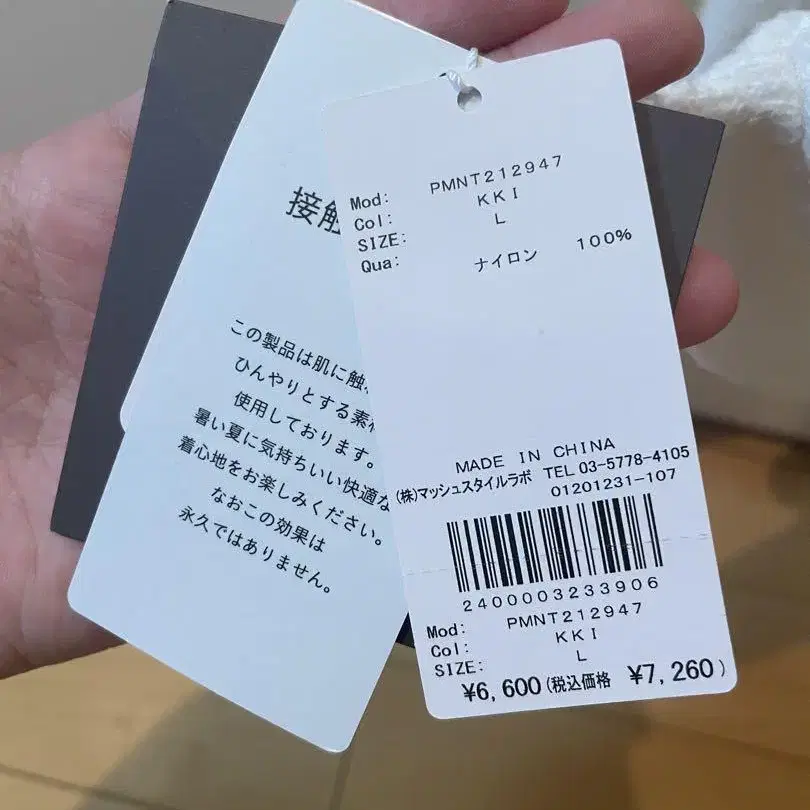 接触
この製品は肌に触
ひんやりとする素材
使用しております。
暑い夏に気持ちいい快適な
着心地をお楽しみください。
なおこの効果は
永久ではありません。
Mod: PMNT212947
Col: KKI
SIZE: L
Qua: ナイロン 100%
MADE IN CHINA
(株)マッシュスタイルラボ TEL 03-5778-4105
01201231-107
2400003233906
Mod: PMNT212947
Col: KKI
SIZE: L
¥6,600(税込価格 ¥7,260)